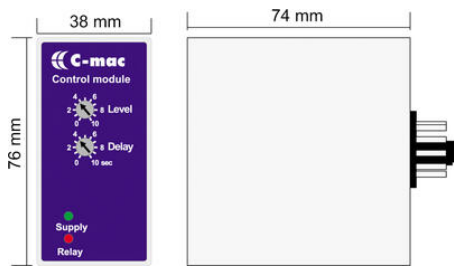 38 mm
74 mm
76 mm
C-mac
Control module
4 6
2 8 Level
0 10
4 6
2 8 Delay
0 10 sec
Supply
Relay